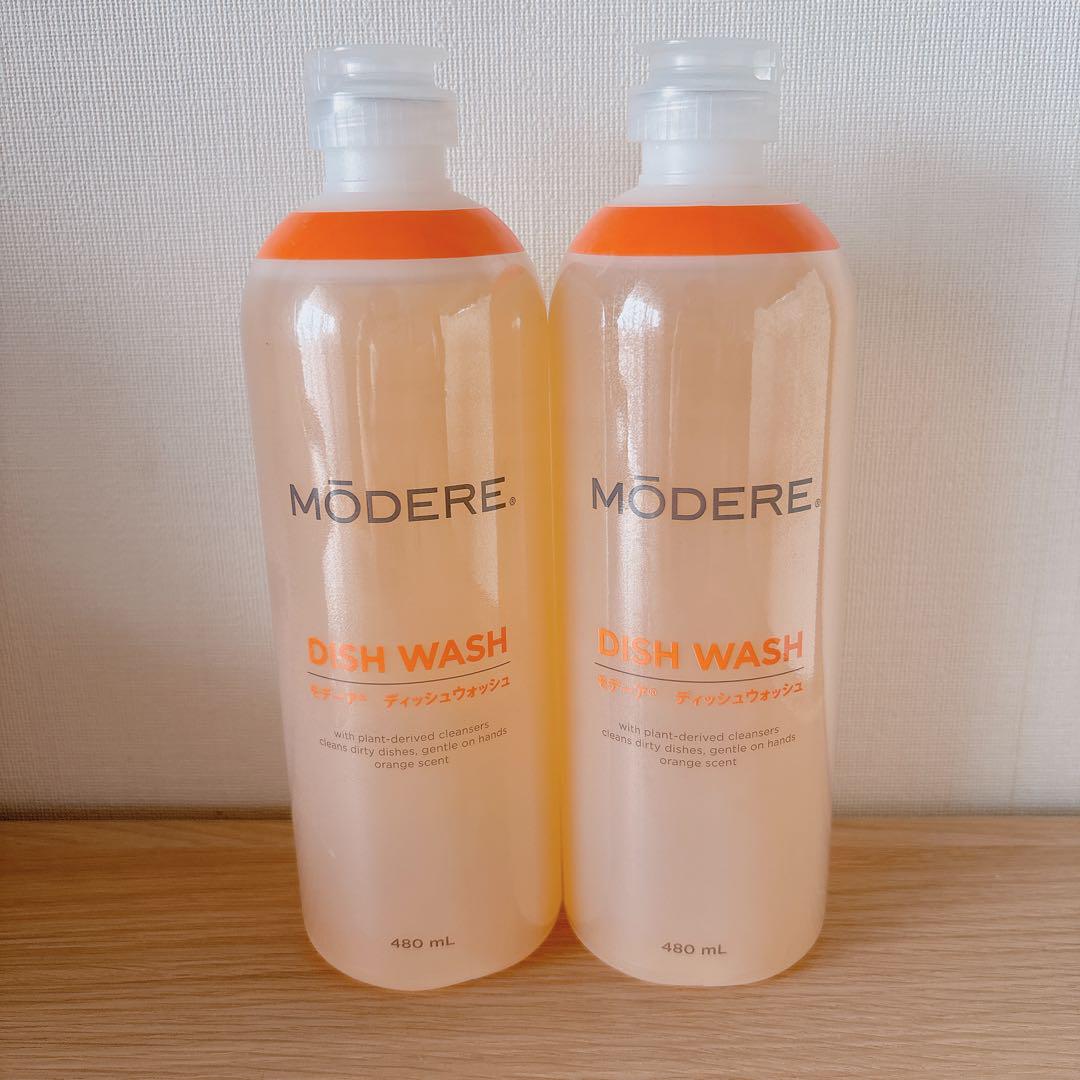 MŌDERE®
DISH WASH
モデーア® ディッシュウォッシュ
with plant-derived cleansers
cleans dirty dishes, gentle on hands
orange scent
480 mL
MŌDERE®
DISH WASH
モデーア® ディッシュウォッシュ
with plant-derived cleansers
cleans dirty dishes, gentle on hands
orange scent
480 mL